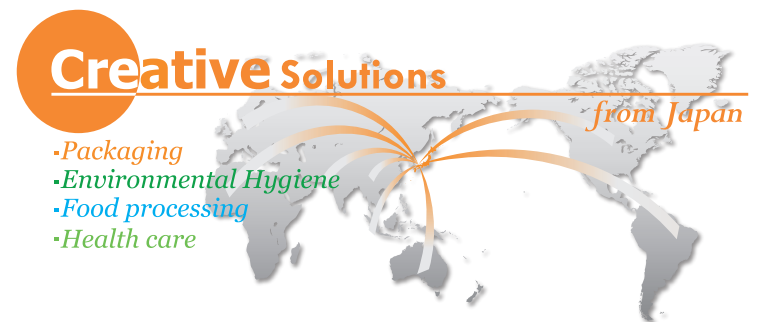 Creative Solutions
from Japan
-Packaging
-Environmental Hygiene
-Food processing
-Health care